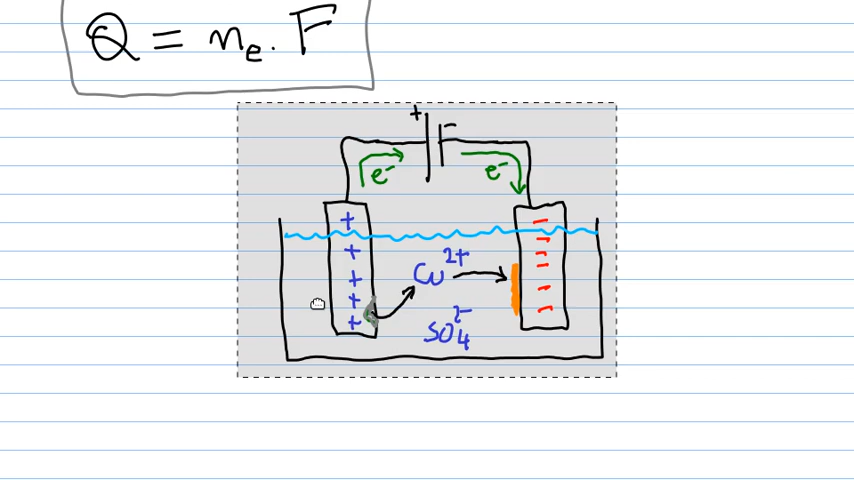 Q = nₑ. F
+ −
e⁻ e⁻
+ −
+ −
+ Cu²⁺ −
+ −
+ SO₄²⁻ −
−